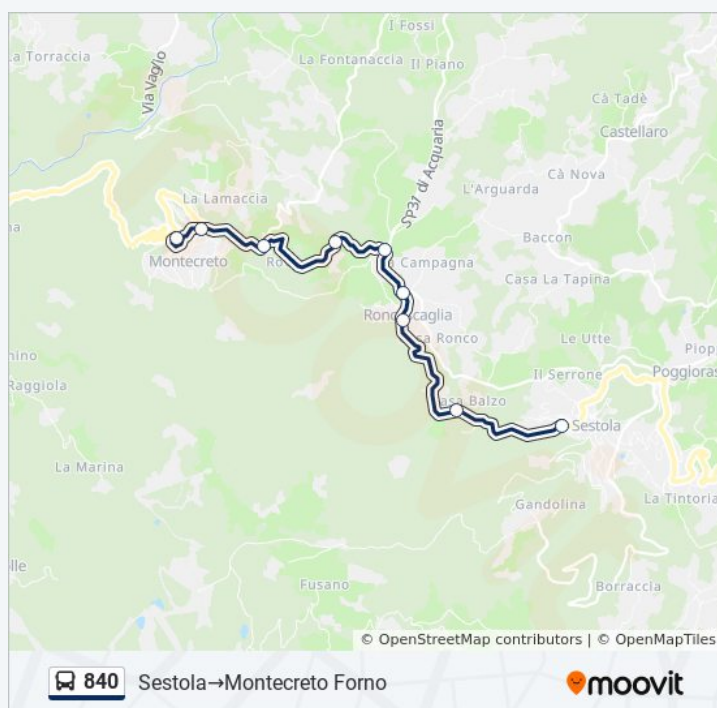 I Fossi
La Torraccia
La Fontanaccia
Il Piano
Via Vaglio
Cà Tadè
Castellaro
SP31 di Acquaria
Cà Nova
L'Arguarda
La Lamaccia
Baccon
Montecreto
Campagna
Casa La Tapina
Roncoscaglia
Casa Ronco
Le Utte
Raggiola
Il Serrone
Poggioras
Casa Balzo
Sestola
La Marina
Gandolina
La Tintoria
Fusano
Borraccia
© OpenStreetMap contributors | © OpenMapTiles
840 Sestola→Montecreto Forno
moovit